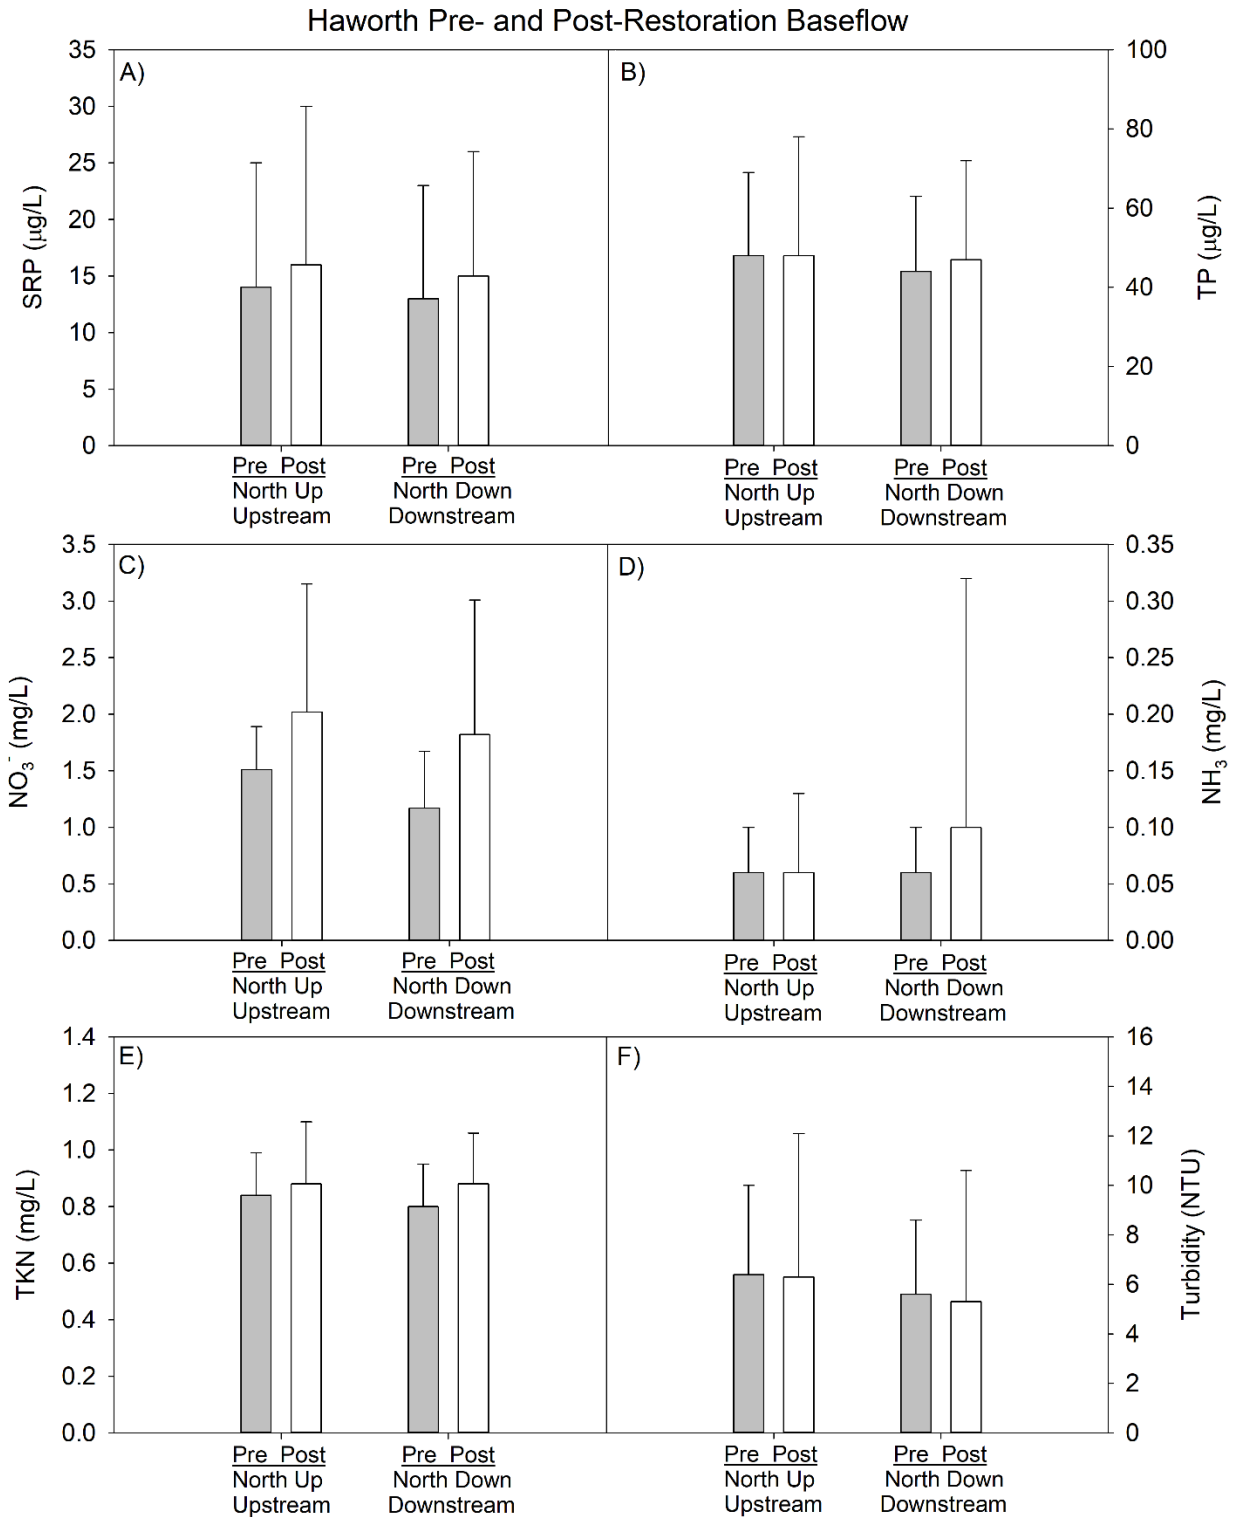 Haworth Pre- and Post-Restoration Baseflow
A)
35
30
25
20
15
10
5
0
SRP (µg/L)
Pre Post
North Up
Upstream
Pre Post
North Down
Downstream
B)
100
80
60
40
20
0
TP (µg/L)
Pre Post
North Up
Upstream
Pre Post
North Down
Downstream
C)
3.5
3.0
2.5
2.0
1.5
1.0
0.5
0.0
NO₃⁻ (mg/L)
Pre Post
North Up
Upstream
Pre Post
North Down
Downstream
D)
0.35
0.30
0.25
0.20
0.15
0.10
0.05
0.00
NH₃ (mg/L)
Pre Post
North Up
Upstream
Pre Post
North Down
Downstream
E)
1.4
1.2
1.0
0.8
0.6
0.4
0.2
0.0
TKN (mg/L)
Pre Post
North Up
Upstream
Pre Post
North Down
Downstream
F)
16
14
12
10
8
6
4
2
0
Turbidity (NTU)
Pre Post
North Up
Upstream
Pre Post
North Down
Downstream